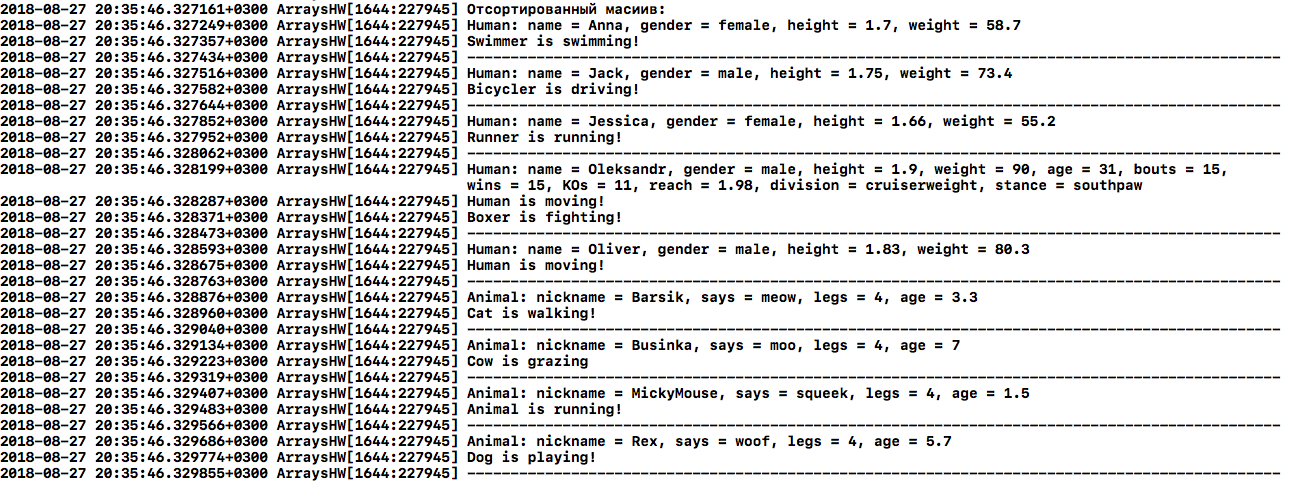 2018-08-27 20:35:46.327161+0300 ArraysHW[1644:227945] Отсортированный масиив:
2018-08-27 20:35:46.327249+0300 ArraysHW[1644:227945] Human: name = Anna, gender = female, height = 1.7, weight = 58.7
2018-08-27 20:35:46.327357+0300 ArraysHW[1644:227945] Swimmer is swimming!
2018-08-27 20:35:46.327434+0300 ArraysHW[1644:227945] ----------------------------------------------------------------------------------------------
2018-08-27 20:35:46.327516+0300 ArraysHW[1644:227945] Human: name = Jack, gender = male, height = 1.75, weight = 73.4
2018-08-27 20:35:46.327582+0300 ArraysHW[1644:227945] Bicycler is driving!
2018-08-27 20:35:46.327644+0300 ArraysHW[1644:227945] ----------------------------------------------------------------------------------------------
2018-08-27 20:35:46.327852+0300 ArraysHW[1644:227945] Human: name = Jessica, gender = female, height = 1.66, weight = 55.2
2018-08-27 20:35:46.327952+0300 ArraysHW[1644:227945] Runner is running!
2018-08-27 20:35:46.328062+0300 ArraysHW[1644:227945] ----------------------------------------------------------------------------------------------
2018-08-27 20:35:46.328199+0300 ArraysHW[1644:227945] Human: name = Oleksandr, gender = male, height = 1.9, weight = 90, age = 31, bouts = 15,
wins = 15, KOs = 11, reach = 1.98, division = cruiserweight, stance = southpaw
2018-08-27 20:35:46.328287+0300 ArraysHW[1644:227945] Human is moving!
2018-08-27 20:35:46.328371+0300 ArraysHW[1644:227945] Boxer is fighting!
2018-08-27 20:35:46.328473+0300 ArraysHW[1644:227945] ----------------------------------------------------------------------------------------------
2018-08-27 20:35:46.328593+0300 ArraysHW[1644:227945] Human: name = Oliver, gender = male, height = 1.83, weight = 80.3
2018-08-27 20:35:46.328675+0300 ArraysHW[1644:227945] Human is moving!
2018-08-27 20:35:46.328763+0300 ArraysHW[1644:227945] ----------------------------------------------------------------------------------------------
2018-08-27 20:35:46.328876+0300 ArraysHW[1644:227945] Animal: nickname = Barsik, says = meow, legs = 4, age = 3.3
2018-08-27 20:35:46.328960+0300 ArraysHW[1644:227945] Cat is walking!
2018-08-27 20:35:46.329040+0300 ArraysHW[1644:227945] ----------------------------------------------------------------------------------------------
2018-08-27 20:35:46.329134+0300 ArraysHW[1644:227945] Animal: nickname = Businka, says = moo, legs = 4, age = 7
2018-08-27 20:35:46.329223+0300 ArraysHW[1644:227945] Cow is grazing
2018-08-27 20:35:46.329319+0300 ArraysHW[1644:227945] ----------------------------------------------------------------------------------------------
2018-08-27 20:35:46.329407+0300 ArraysHW[1644:227945] Animal: nickname = MickyMouse, says = squeek, legs = 4, age = 1.5
2018-08-27 20:35:46.329483+0300 ArraysHW[1644:227945] Animal is running!
2018-08-27 20:35:46.329566+0300 ArraysHW[1644:227945] ----------------------------------------------------------------------------------------------
2018-08-27 20:35:46.329686+0300 ArraysHW[1644:227945] Animal: nickname = Rex, says = woof, legs = 4, age = 5.7
2018-08-27 20:35:46.329774+0300 ArraysHW[1644:227945] Dog is playing!
2018-08-27 20:35:46.329855+0300 ArraysHW[1644:227945] ----------------------------------------------------------------------------------------------